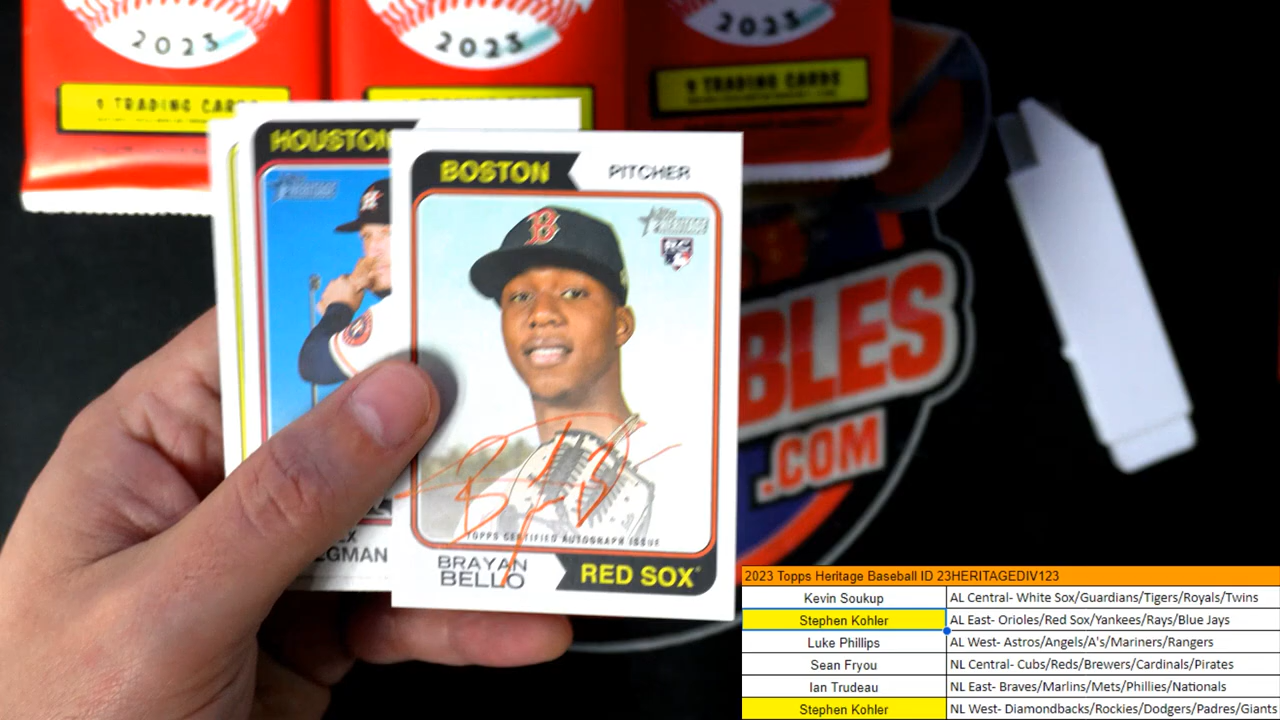 2023
2023
2023
9 TRADING CARDS
9 TRADING CARDS
HOUSTON
BOSTON
PITCHER
Topps HERITAGE
B
BLES
.COM
TOPPS CERTIFIED AUTOGRAPH ISSUE
EGMAN
BRAYAN
BELLO
RED SOX
2023 Topps Heritage Baseball ID 23HERITAGEDIV123
Kevin Soukup AL Central- White Sox/Guardians/Tigers/Royals/Twins
Stephen Kohler AL East- Orioles/Red Sox/Yankees/Rays/Blue Jays
Luke Phillips AL West- Astros/Angels/A's/Mariners/Rangers
Sean Fryou NL Central- Cubs/Reds/Brewers/Cardinals/Pirates
Ian Trudeau NL East- Braves/Marlins/Mets/Phillies/Nationals
Stephen Kohler NL West- Diamondbacks/Rockies/Dodgers/Padres/Giants